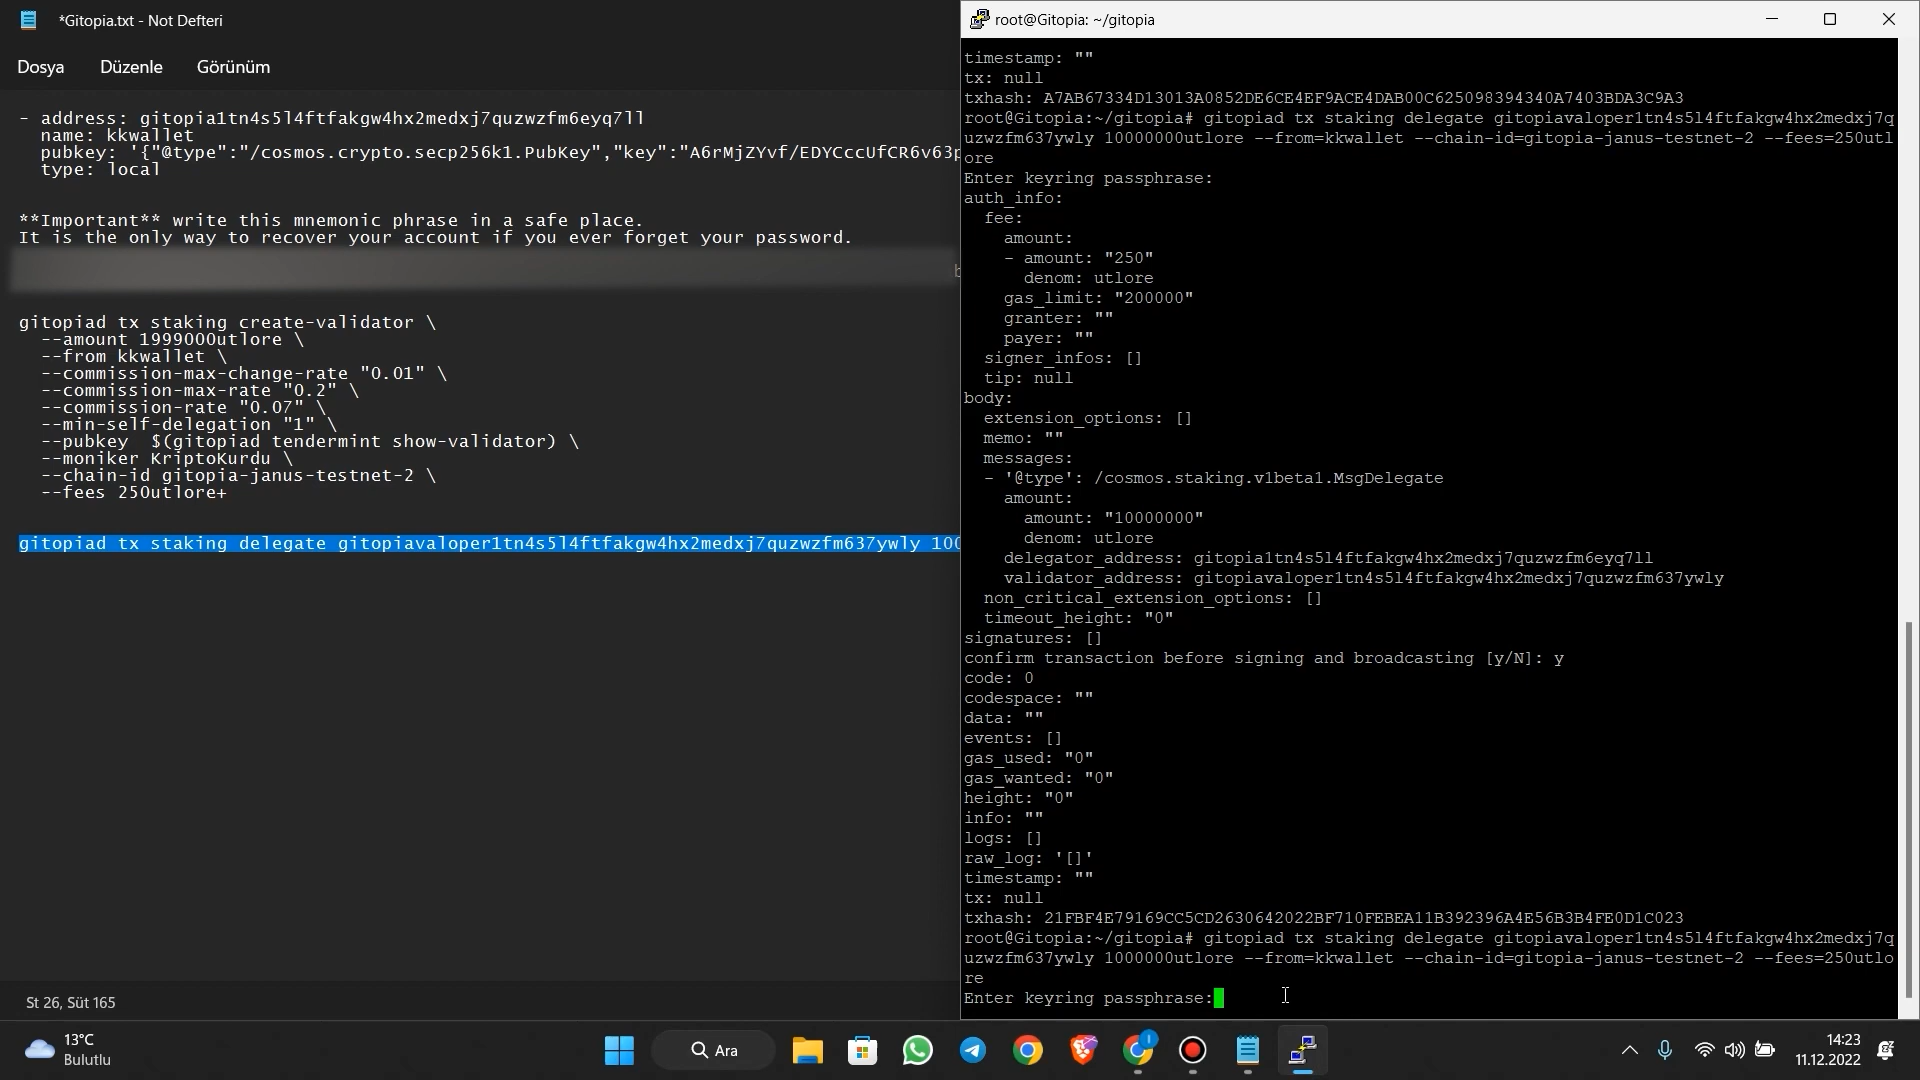 *Gitopia.txt - Not Defteri
Dosya Düzenle Görünüm
- address: gitopia1tn4s5l4ftfakgw4hx2medxj7quzwzfm6eyq7ll
name: kkwallet
pubkey: '{"@type":"/cosmos.crypto.secp256k1.PubKey","key":"A6rMjZYvf/EDYCccUfCR6v63p
type: local
**Important** write this mnemonic phrase in a safe place.
It is the only way to recover your account if you ever forget your password.
gitopiad tx staking create-validator \
--amount 1999000utlore \
--from kkwallet \
--commission-max-change-rate "0.01" \
--commission-max-rate "0.2" \
--commission-rate "0.07" \
--min-self-delegation "1" \
--pubkey  $(gitopiad tendermint show-validator) \
--moniker KriptoKurdu \
--chain-id gitopia-janus-testnet-2 \
--fees 250utlore+
gitopiad tx staking delegate gitopiavaloper1tn4s5l4ftfakgw4hx2medxj7quzwzfm637ywly 100
St 26, Süt 165
root@Gitopia: ~/gitopia
timestamp: ""
tx: null
txhash: A7AB67334D13013A0852DE6CE4EF9ACE4DAB00C625098394340A7403BDA3C9A3
root@Gitopia:~/gitopia# gitopiad tx staking delegate gitopiavaloper1tn4s5l4ftfakgw4hx2medxj7q
uzwzfm637ywly 10000000utlore --from=kkwallet --chain-id=gitopia-janus-testnet-2 --fees=250utl
ore
Enter keyring passphrase:
auth_info:
fee:
amount:
- amount: "250"
denom: utlore
gas_limit: "200000"
granter: ""
payer: ""
signer_infos: []
tip: null
body:
extension_options: []
memo: ""
messages:
- '@type': /cosmos.staking.v1beta1.MsgDelegate
amount:
amount: "10000000"
denom: utlore
delegator_address: gitopia1tn4s5l4ftfakgw4hx2medxj7quzwzfm6eyq7ll
validator_address: gitopiavaloper1tn4s5l4ftfakgw4hx2medxj7quzwzfm637ywly
non_critical_extension_options: []
timeout_height: "0"
signatures: []
confirm transaction before signing and broadcasting [y/N]: y
code: 0
codespace: ""
data: ""
events: []
gas_used: "0"
gas_wanted: "0"
height: "0"
info: ""
logs: []
raw_log: '[]'
timestamp: ""
tx: null
txhash: 21FBF4E79169CC5CD2630642022BF710FEBEA11B392396A4E56B3B4FE0D1C023
root@Gitopia:~/gitopia# gitopiad tx staking delegate gitopiavaloper1tn4s5l4ftfakgw4hx2medxj7q
uzwzfm637ywly 1000000utlore --from=kkwallet --chain-id=gitopia-janus-testnet-2 --fees=250utlo
re
Enter keyring passphrase:
13°C
Bulutlu
Ara
14:23
11.12.2022